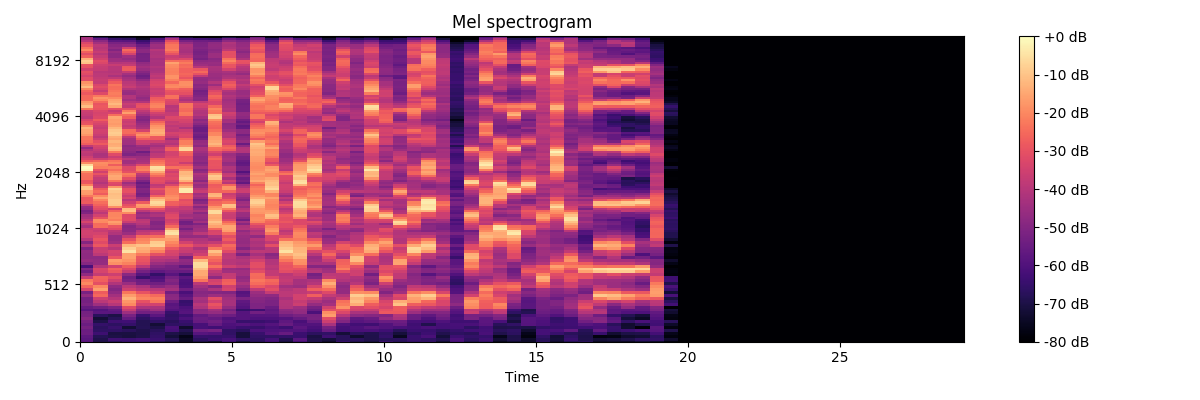 Mel spectrogram
Hz
8192
4096
2048
1024
512
0
0 5 10 15 20 25
Time
+0 dB
-10 dB
-20 dB
-30 dB
-40 dB
-50 dB
-60 dB
-70 dB
-80 dB